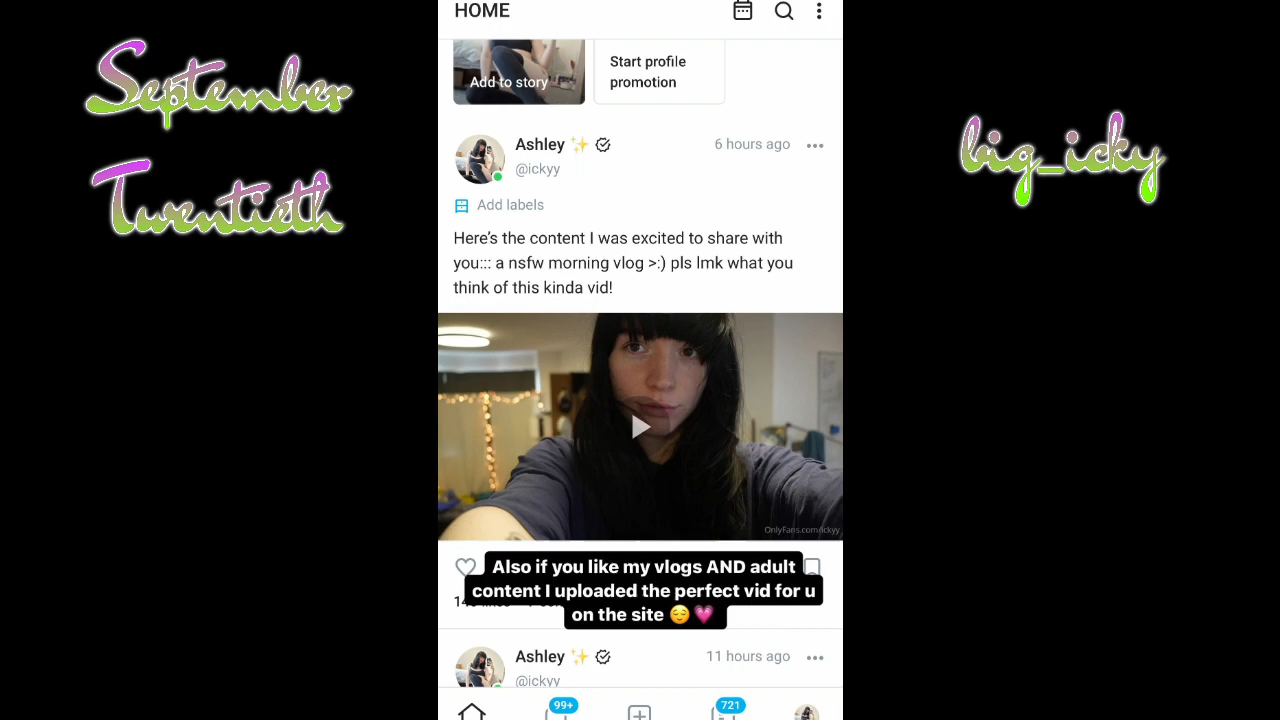 September
Twentieth
big_icky
HOME
Add to story
Start profile
promotion
Ashley ✨
6 hours ago
@ickyy
Add labels
Here’s the content I was excited to share with
you::: a nsfw morning vlog >:) pls lmk what you
think of this kinda vid!
OnlyFans.com/ickyy
Also if you like my vlogs AND adult
content I uploaded the perfect vid for u
on the site 😌💗
Ashley ✨
11 hours ago
@ickyy
99+
721